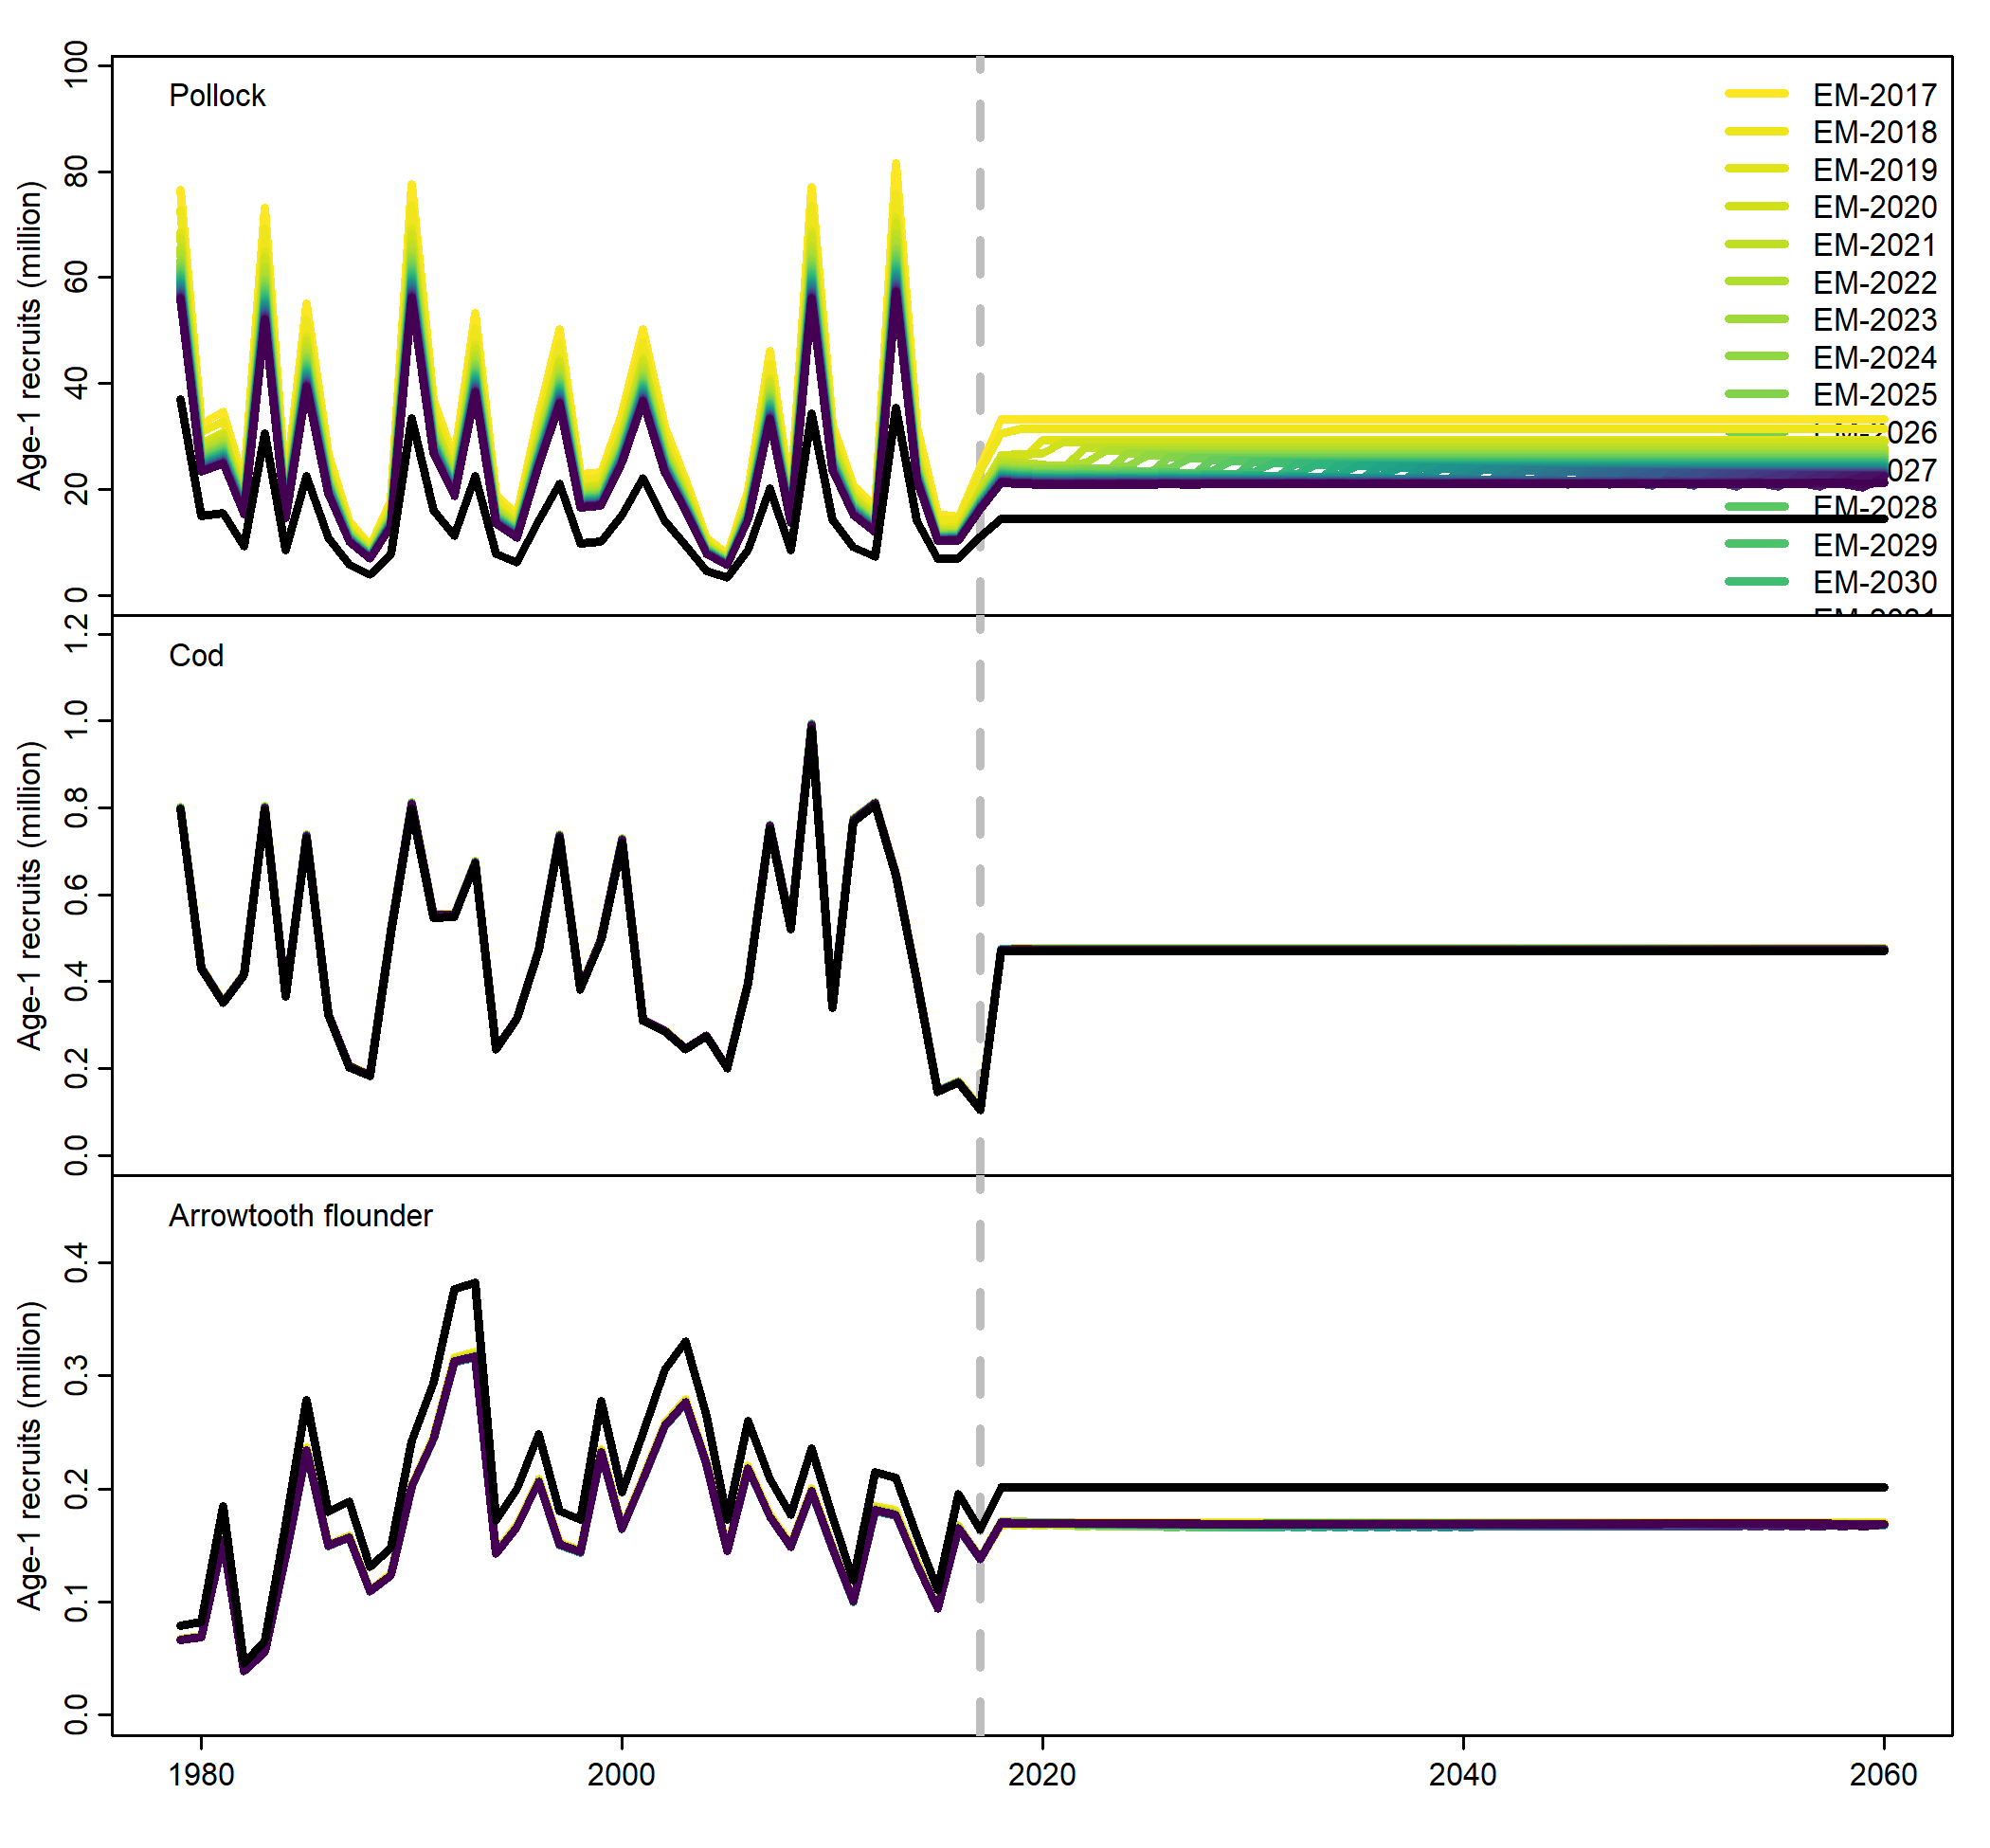 Pollock
Age-1 recruits (million)
100
80
60
40
20
0
EM-2017
EM-2018
EM-2019
EM-2020
EM-2021
EM-2022
EM-2023
EM-2024
EM-2025
2026
027
EM-2028
EM-2029
EM-2030
Cod
Age-1 recruits (million)
1.2
1.0
0.8
0.6
0.4
0.2
0.0
Arrowtooth flounder
Age-1 recruits (million)
0.4
0.3
0.2
0.1
0.0
1980
2000
2020
2040
2060